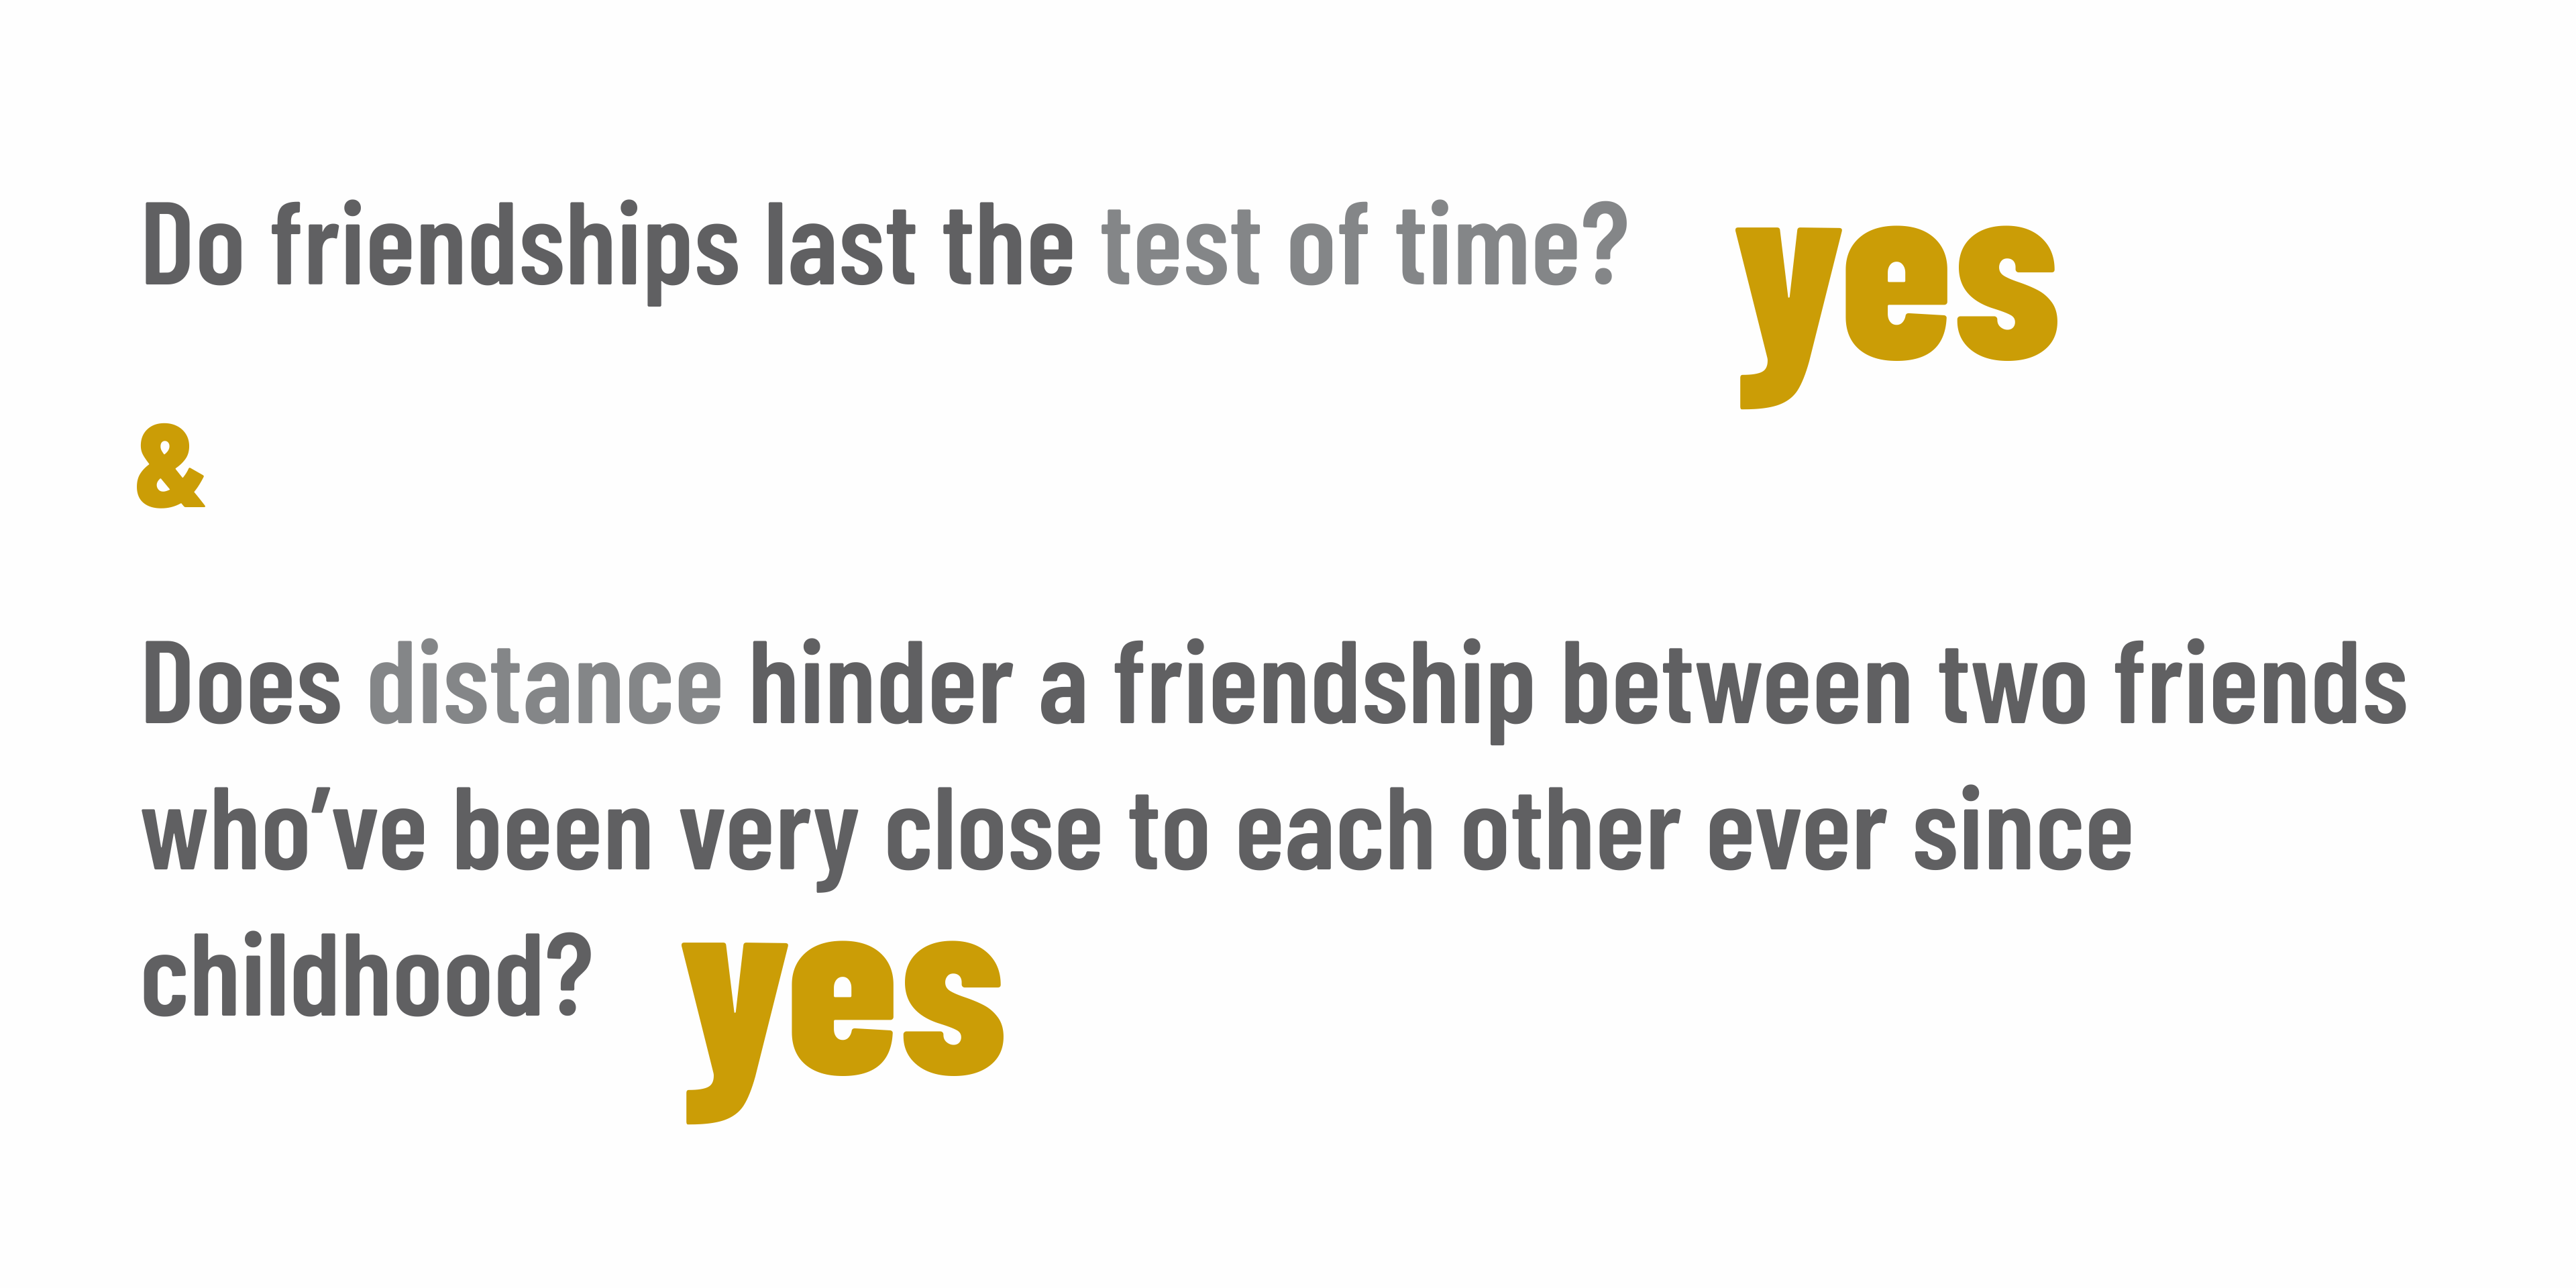 Do friendships last the test of time? yes
&
Does distance hinder a friendship between two friends
who’ve been very close to each other ever since
childhood? yes